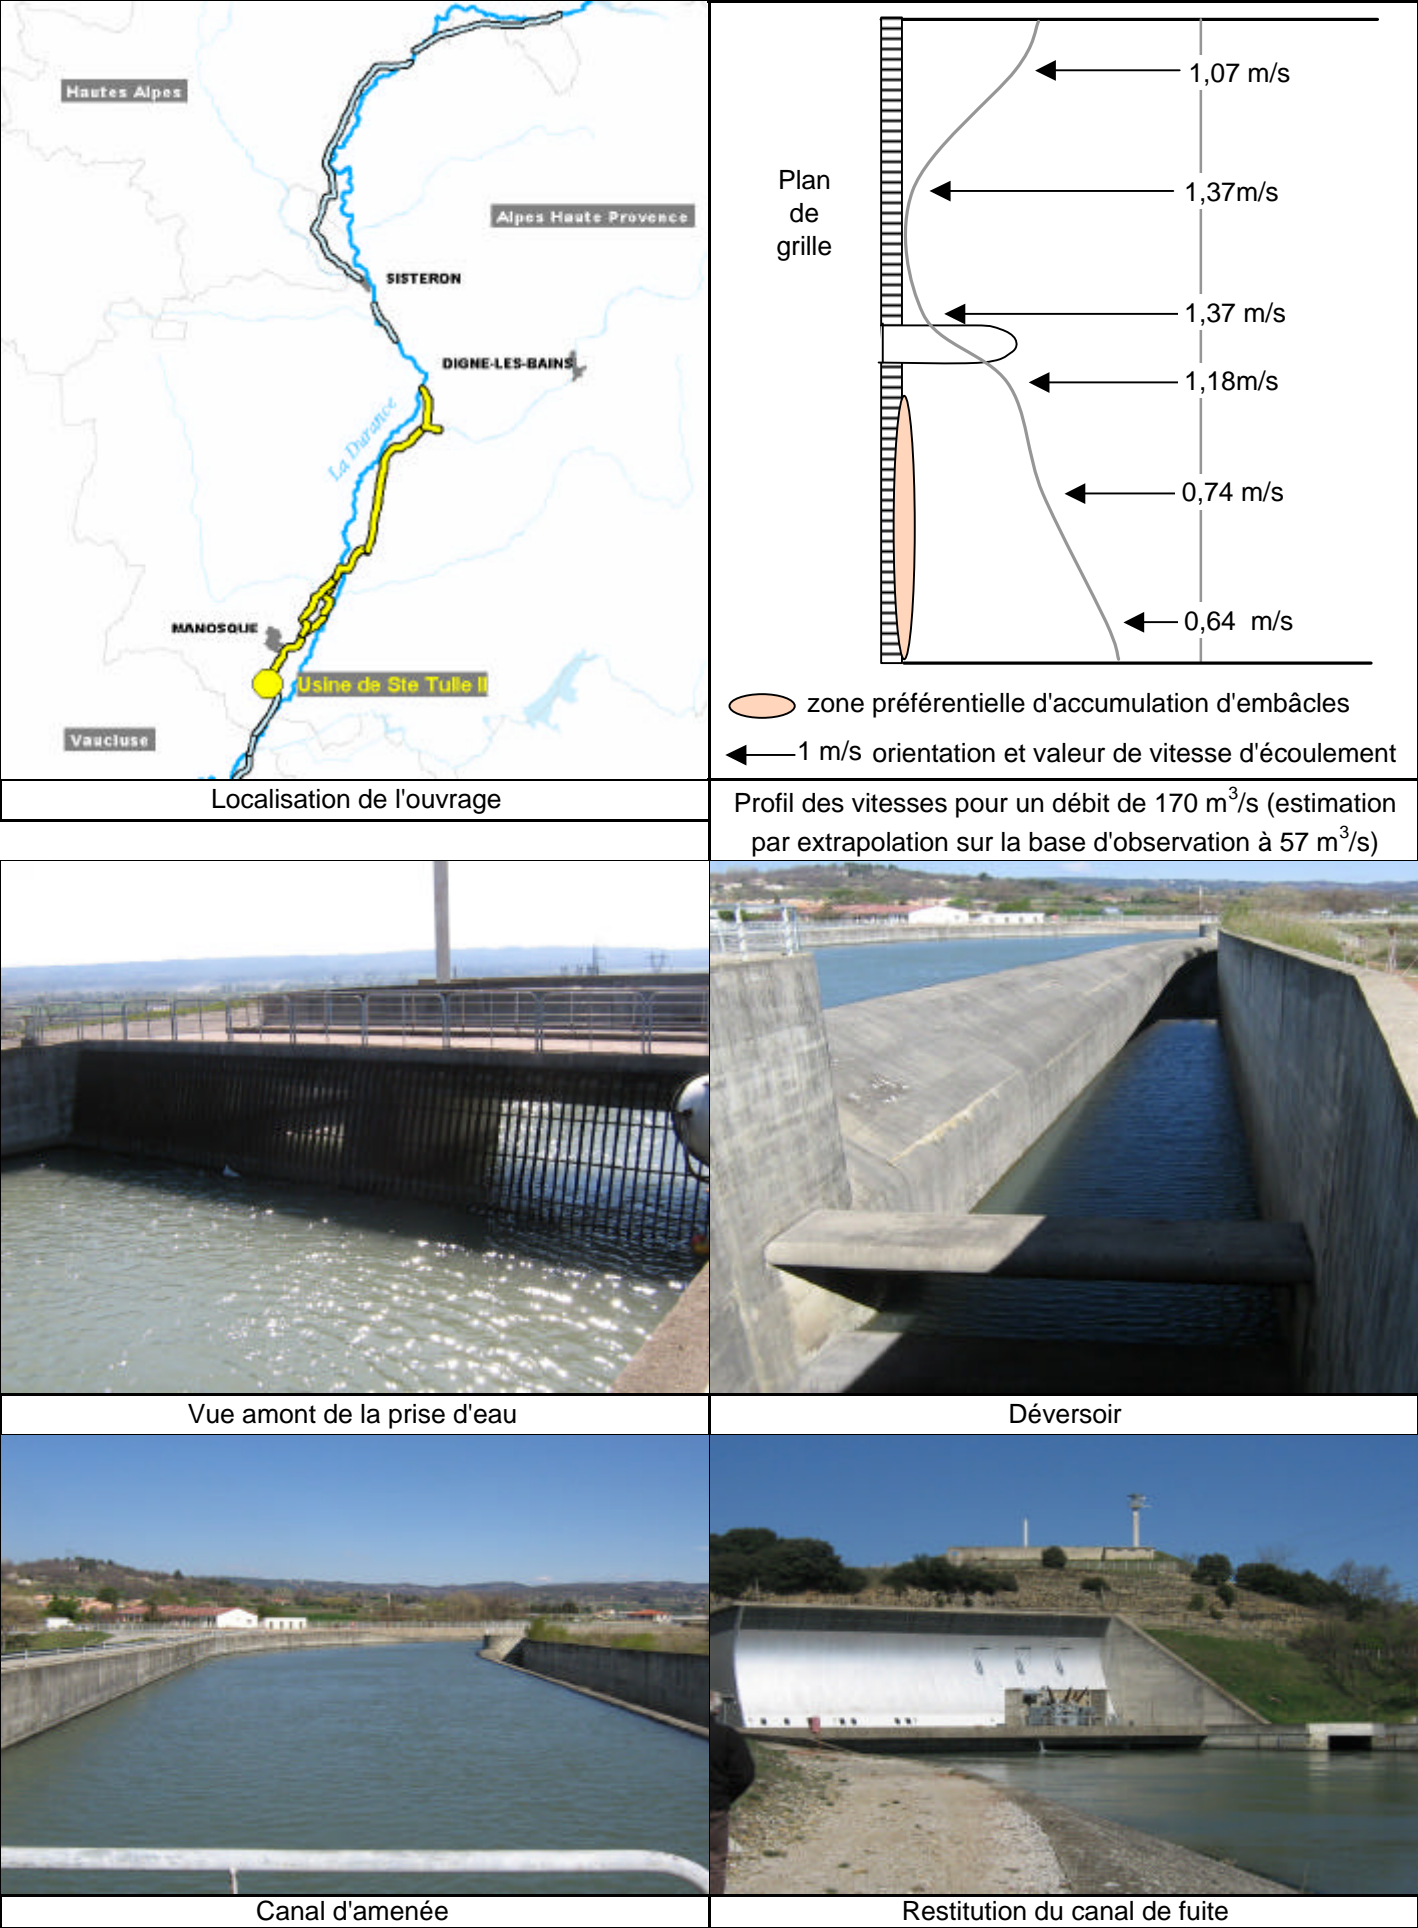 Hautes Alpes
Alpes Haute Provence
SISTERON
DIGNE-LES-BAINS
La Durance
MANOSQUE
Usine de Ste Tulle II
Vaucluse
Localisation de l'ouvrage
Plan
de
grille
1,07 m/s
1,37m/s
1,37 m/s
1,18m/s
0,74 m/s
0,64 m/s
zone préférentielle d'accumulation d'embâcles
1 m/s orientation et valeur de vitesse d'écoulement
Profil des vitesses pour un débit de 170 m³/s (estimation
par extrapolation sur la base d'observation à 57 m³/s)
Vue amont de la prise d'eau
Déversoir
Canal d'amenée
Restitution du canal de fuite